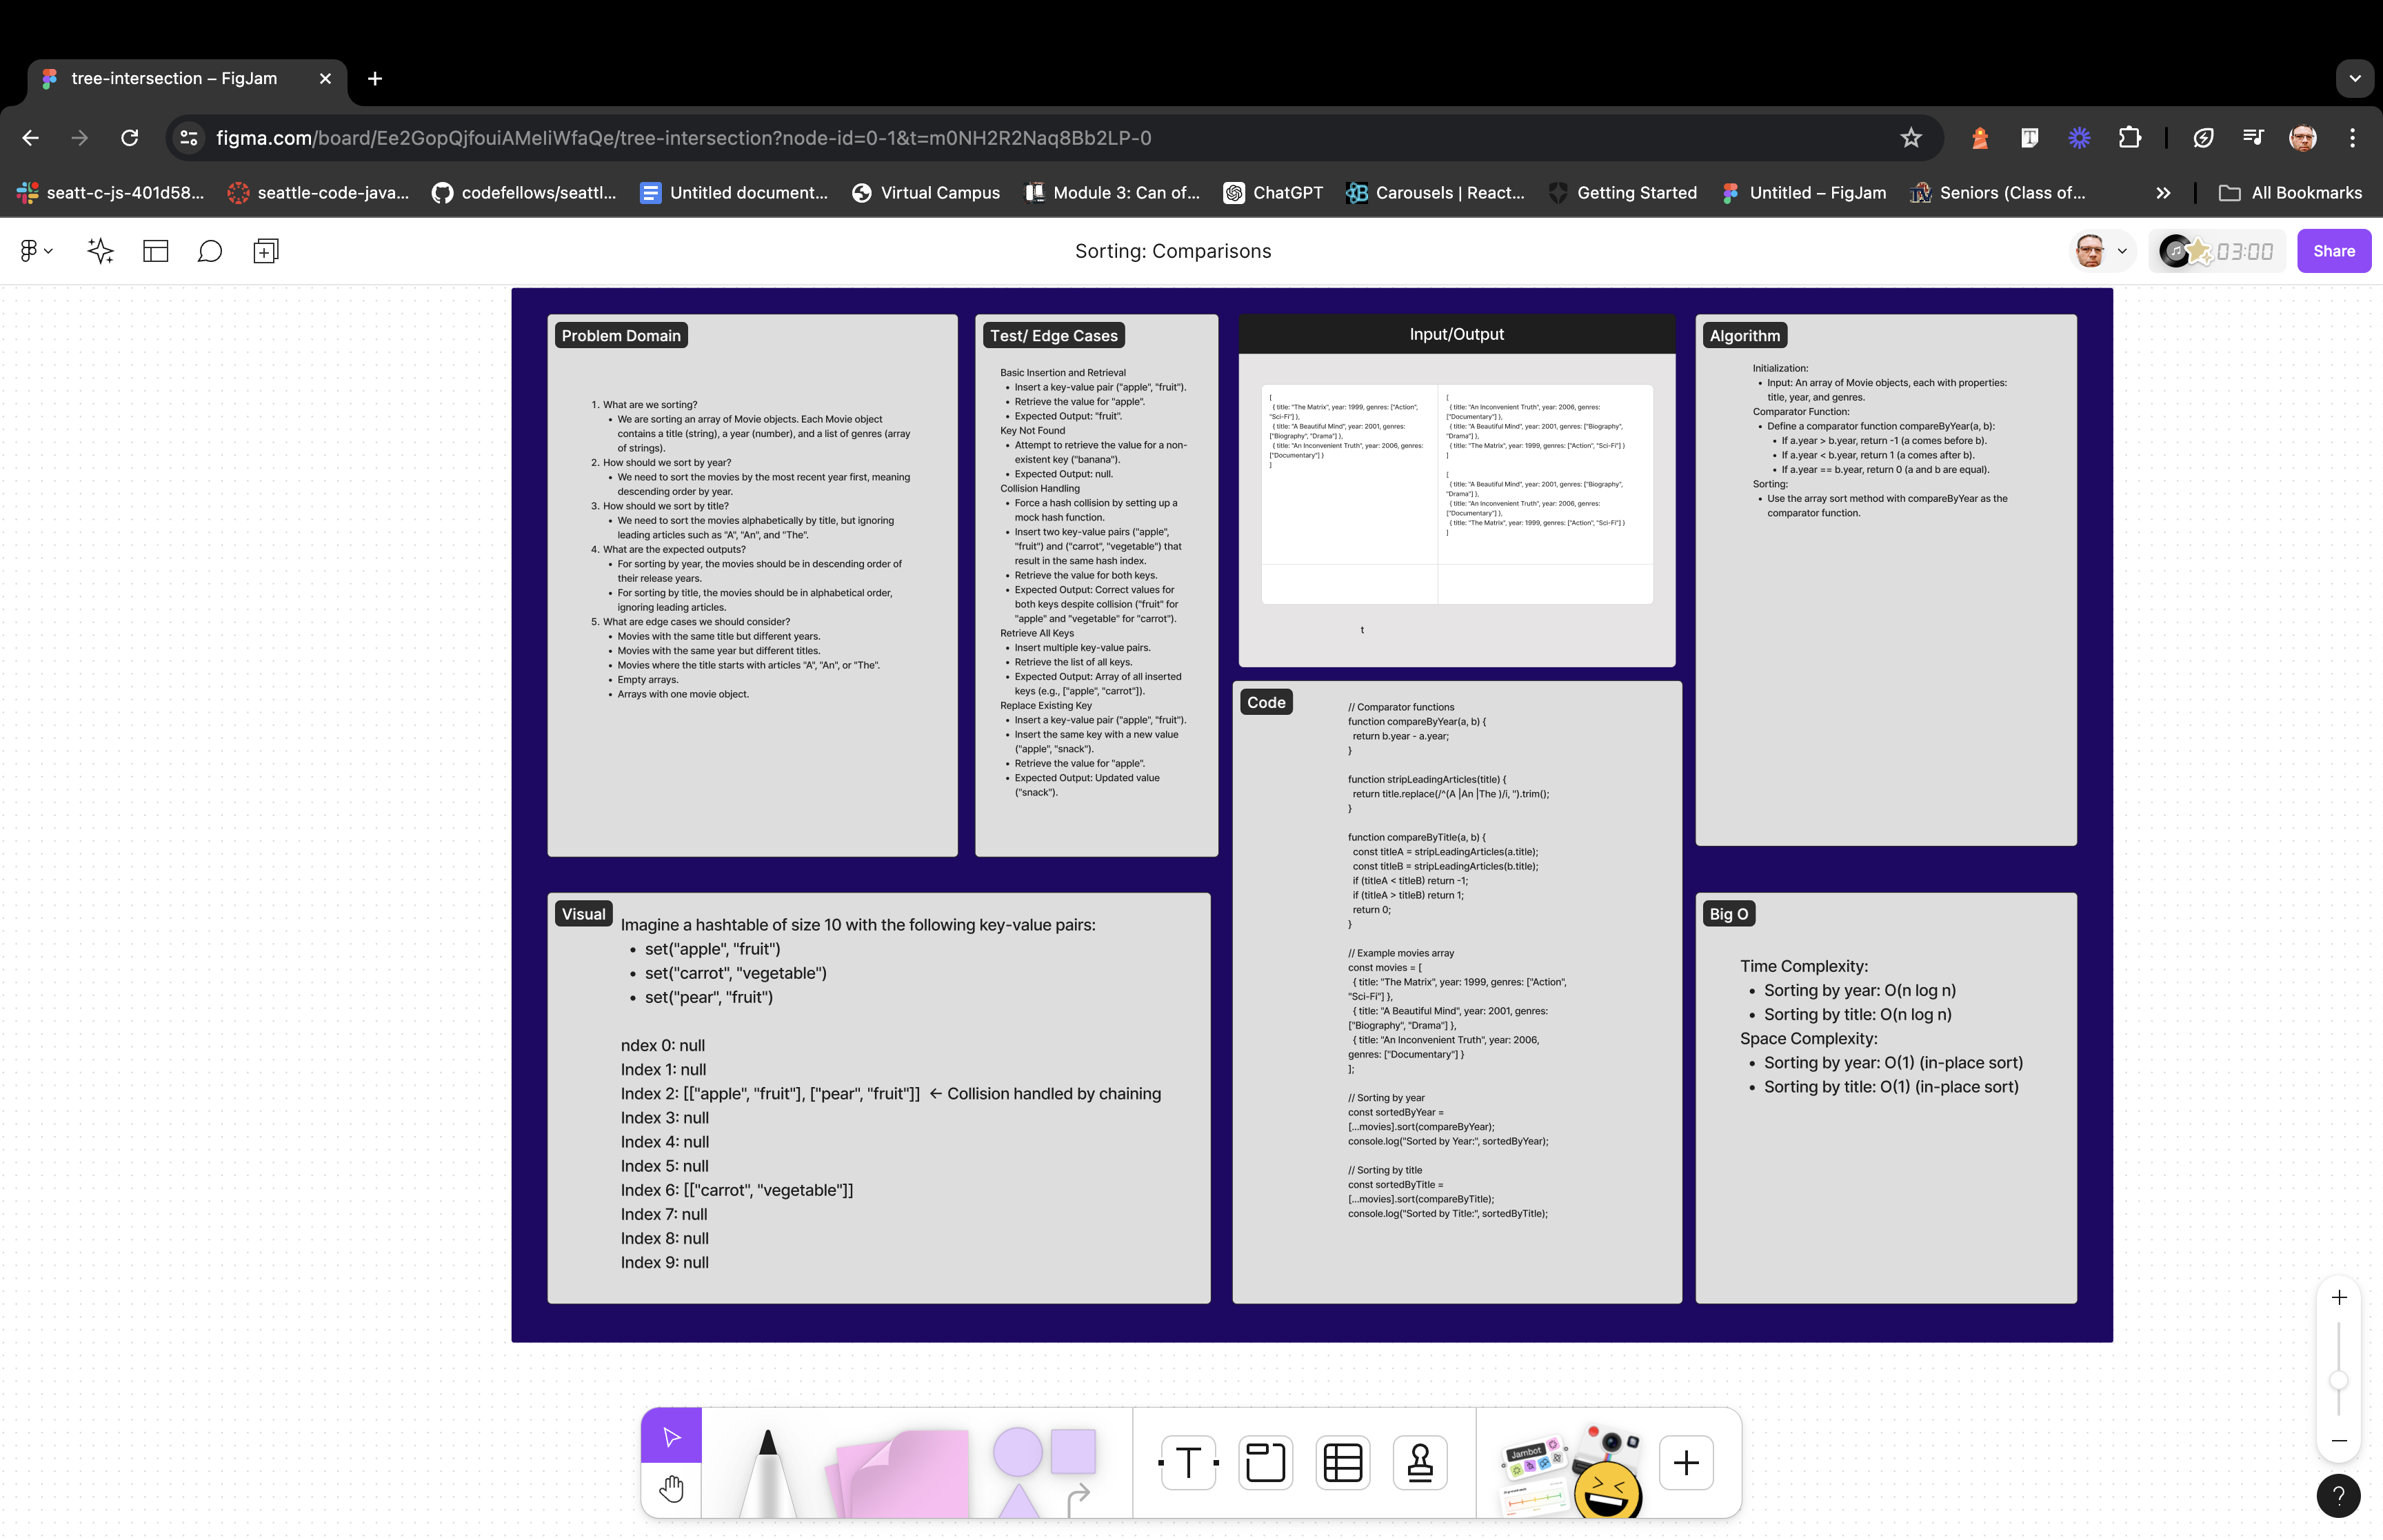 tree-intersection – FigJam
figma.com/board/Ee2GopQjfouiAMeliWfaQe/tree-intersection?node-id=0-1&t=m0NH2R2Naq8Bb2LP-0
seatt-c-js-401d58...
seattle-code-java...
codefellows/seattl...
Untitled document...
Virtual Campus
Module 3: Can of...
ChatGPT
Carousels | React...
Getting Started
Untitled – FigJam
Seniors (Class of...
All Bookmarks
Sorting: Comparisons
03:00
Share
Problem Domain
1. What are we sorting?
• We are sorting an array of Movie objects. Each Movie object
contains a title (string), a year (number), and a list of genres (array
of strings).
2. How should we sort by year?
• We need to sort the movies by the most recent year first, meaning
descending order by year.
3. How should we sort by title?
• We need to sort the movies alphabetically by title, but ignoring
leading articles such as "A", "An", and "The".
4. What are the expected outputs?
• For sorting by year, the movies should be in descending order of
their release years.
• For sorting by title, the movies should be in alphabetical order,
ignoring leading articles.
5. What are edge cases we should consider?
• Movies with the same title but different years.
• Movies with the same year but different titles.
• Movies where the title starts with articles "A", "An", or "The".
• Empty arrays.
• Arrays with one movie object.
Test/ Edge Cases
Basic Insertion and Retrieval
• Insert a key-value pair ("apple", "fruit").
• Retrieve the value for "apple".
• Expected Output: "fruit".
Key Not Found
• Attempt to retrieve the value for a non-
existent key ("banana").
• Expected Output: null.
Collision Handling
• Force a hash collision by setting up a
mock hash function.
• Insert two key-value pairs ("apple",
"fruit") and ("carrot", "vegetable") that
result in the same hash index.
• Retrieve the value for both keys.
• Expected Output: Correct values for
both keys despite collision ("fruit" for
"apple" and "vegetable" for "carrot").
Retrieve All Keys
• Insert multiple key-value pairs.
• Retrieve the list of all keys.
• Expected Output: Array of all inserted
keys (e.g., ["apple", "carrot"]).
Replace Existing Key
• Insert a key-value pair ("apple", "fruit").
• Insert the same key with a new value
("apple", "snack").
• Retrieve the value for "apple".
• Expected Output: Updated value
("snack").
Input/Output
[
{ title: "The Matrix", year: 1999, genres: ["Action",
"Sci-Fi"] },
{ title: "A Beautiful Mind", year: 2001, genres:
["Biography", "Drama"] },
{ title: "An Inconvenient Truth", year: 2006, genres:
["Documentary"] }
]
[
{ title: "An Inconvenient Truth", year: 2006, genres:
["Documentary"] },
{ title: "A Beautiful Mind", year: 2001, genres: ["Biography",
"Drama"] },
{ title: "The Matrix", year: 1999, genres: ["Action", "Sci-Fi"] }
]
[
{ title: "A Beautiful Mind", year: 2001, genres: ["Biography",
"Drama"] },
{ title: "An Inconvenient Truth", year: 2006, genres:
["Documentary"] },
{ title: "The Matrix", year: 1999, genres: ["Action", "Sci-Fi"] }
]
t
Algorithm
Initialization:
• Input: An array of Movie objects, each with properties:
title, year, and genres.
Comparator Function:
• Define a comparator function compareByYear(a, b):
• If a.year > b.year, return -1 (a comes before b).
• If a.year < b.year, return 1 (a comes after b).
• If a.year == b.year, return 0 (a and b are equal).
Sorting:
• Use the array sort method with compareByYear as the
comparator function.
Visual
Imagine a hashtable of size 10 with the following key-value pairs:
• set("apple", "fruit")
• set("carrot", "vegetable")
• set("pear", "fruit")
ndex 0: null
Index 1: null
Index 2: [["apple", "fruit"], ["pear", "fruit"]] ← Collision handled by chaining
Index 3: null
Index 4: null
Index 5: null
Index 6: [["carrot", "vegetable"]]
Index 7: null
Index 8: null
Index 9: null
Code
// Comparator functions
function compareByYear(a, b) {
return b.year - a.year;
}
function stripLeadingArticles(title) {
return title.replace(/^(A |An |The )/i, '').trim();
}
function compareByTitle(a, b) {
const titleA = stripLeadingArticles(a.title);
const titleB = stripLeadingArticles(b.title);
if (titleA < titleB) return -1;
if (titleA > titleB) return 1;
return 0;
}
// Example movies array
const movies = [
{ title: "The Matrix", year: 1999, genres: ["Action",
"Sci-Fi"] },
{ title: "A Beautiful Mind", year: 2001, genres:
["Biography", "Drama"] },
{ title: "An Inconvenient Truth", year: 2006,
genres: ["Documentary"] }
];
// Sorting by year
const sortedByYear =
[...movies].sort(compareByYear);
console.log("Sorted by Year:", sortedByYear);
// Sorting by title
const sortedByTitle =
[...movies].sort(compareByTitle);
console.log("Sorted by Title:", sortedByTitle);
Big O
Time Complexity:
• Sorting by year: O(n log n)
• Sorting by title: O(n log n)
Space Complexity:
• Sorting by year: O(1) (in-place sort)
• Sorting by title: O(1) (in-place sort)
T
Jambot
?